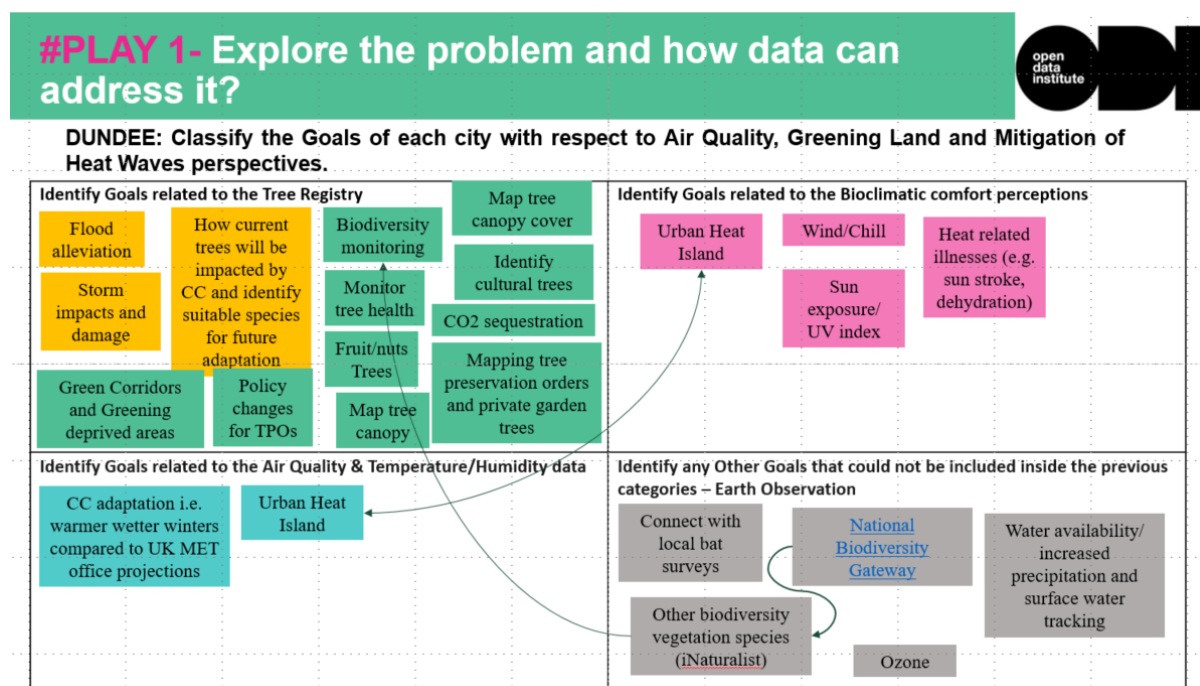 #PLAY 1- Explore the problem and how data can
address it?
open
data
institute
DUNDEE: Classify the Goals of each city with respect to Air Quality, Greening Land and Mitigation of
Heat Waves perspectives.
Identify Goals related to the Tree Registry
Flood
alleviation
Storm
impacts and
damage
How current
trees will be
impacted by
CC and identify
suitable species
for future
adaptation
Green Corridors
and Greening
deprived areas
Policy
changes
for TPOs
Biodiversity
monitoring
Monitor
tree health
Fruit/nuts
Trees
Map tree
canopy
Map tree
canopy cover
Identify
cultural trees
CO2 sequestration
Mapping tree
preservation orders
and private garden
trees
Identify Goals related to the Bioclimatic comfort perceptions
Urban Heat
Island
Wind/Chill
Sun
exposure/
UV index
Heat related
illnesses (e.g.
sun stroke,
dehydration)
Identify Goals related to the Air Quality & Temperature/Humidity data
CC adaptation i.e.
warmer wetter winters
compared to UK MET
office projections
Urban Heat
Island
Identify any Other Goals that could not be included inside the previous
categories – Earth Observation
Connect with
local bat
surveys
National
Biodiversity
Gateway
Water availability/
increased
precipitation and
surface water
tracking
Other biodiversity
vegetation species
(iNaturalist)
Ozone